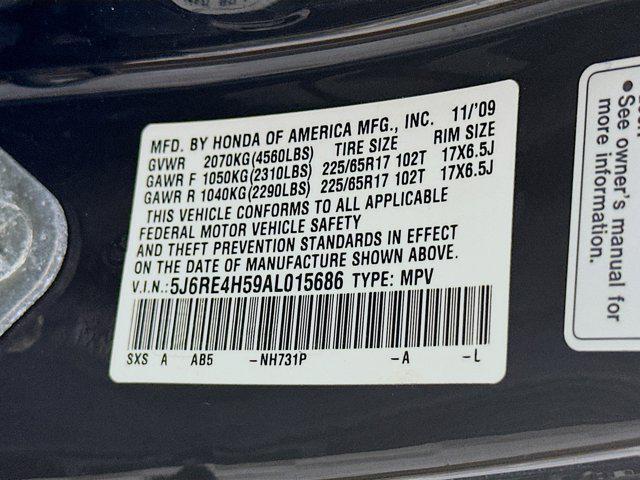 MFD. BY HONDA OF AMERICA MFG., INC. 11/'09
GVWR 2070KG(4560LBS) TIRE SIZE RIM SIZE
GAWR F 1050KG(2310LBS) 225/65R17 102T 17X6.5J
GAWR R 1040KG(2290LBS) 225/65R17 102T 17X6.5J
THIS VEHICLE CONFORMS TO ALL APPLICABLE
FEDERAL MOTOR VEHICLE SAFETY
AND THEFT PREVENTION STANDARDS IN EFFECT
ON THE DATE OF MANUFACTURE SHOWN ABOVE.
V.I.N.:5J6RE4H59AL015686 TYPE: MPV
SXS A AB5 -NH731P -A -L
•See owner's manual for
more information.